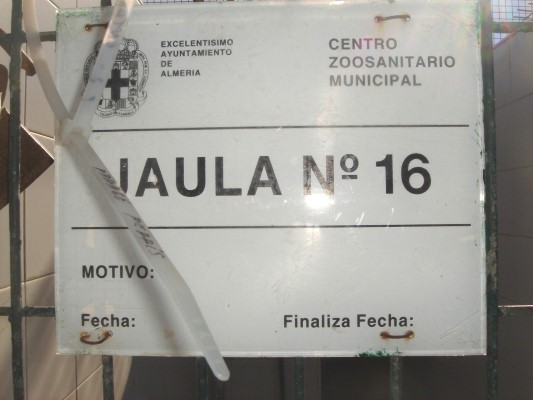 EXCELENTISIMO
AYUNTAMIENTO
DE
ALMERIA
CENTRO
ZOOSANITARIO
MUNICIPAL
JAULA Nº 16
MOTIVO:
Fecha:
Finaliza Fecha: